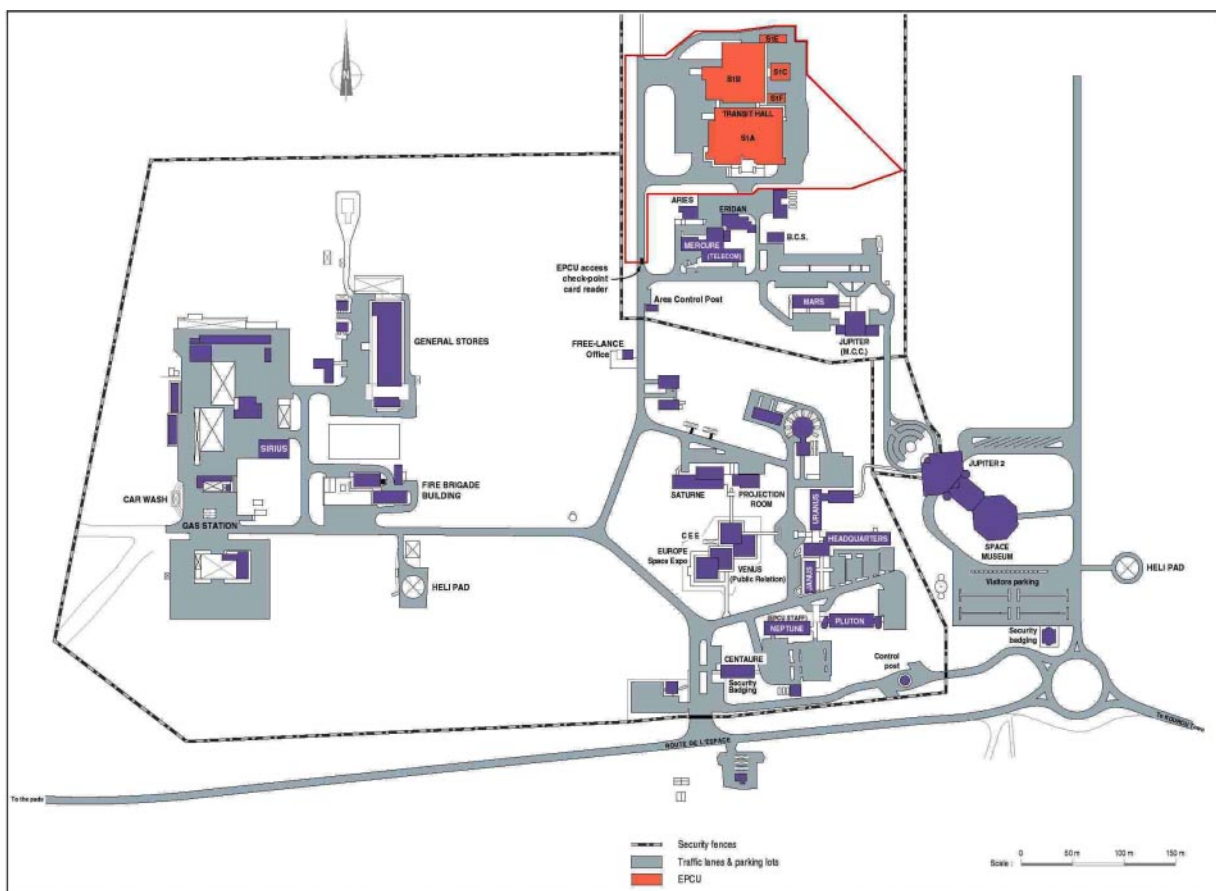 N
S1E
S1B
S1C
S1F
TRANSIT HALL
S1A
ARIES
ERIDAN
MERCURE
(TELECOM)
B.C.S.
EPCU access
check-point
card reader
Area Control Post
MARS
JUPITER
(M.C.C.)
GENERAL STORES
FREE-LANCE
Office
SIRIUS
CAR WASH
GAS STATION
FIRE BRIGADE
BUILDING
HELI PAD
SATURNE
PROJECTION
ROOM
URANUS
JUPITER 2
C E E
EUROPE
Space Expo
VENUS
(Public Relation)
HEADQUARTERS
JANUS
SPACE
MUSEUM
Visitors parking
HELI PAD
(EPCU STAFF)
NEPTUNE
PLUTON
Security
badging
CENTAURE
Security
Badging
Control
post
ROUTE DE L'ESPACE
To KOUROU
To the pads
Security fences
Traffic lanes & parking lots
EPCU
Scale :
0 50 m 100 m 150 m